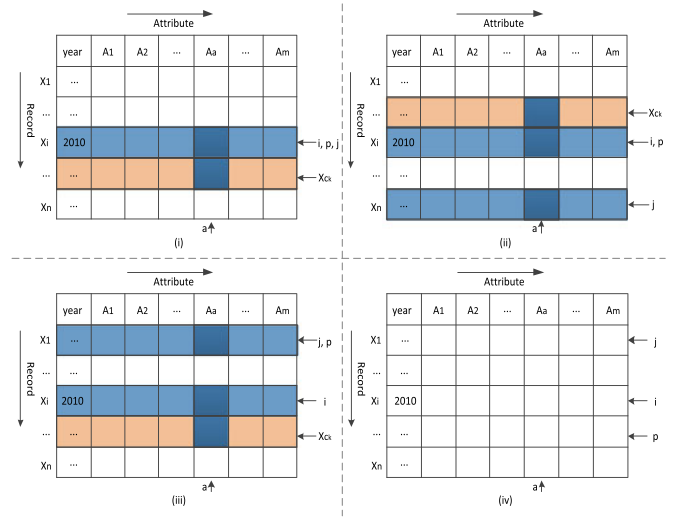 Attribute
year A1 A2 ... Aa ... Am
X1 ...
...
Xi 2010 i, p, j
... ... Xck
Xn ...
Record
a
(i)
Attribute
year A1 A2 ... Aa ... Am
X1 ...
... ... Xck
Xi 2010 i, p
...
Xn ... j
Record
a
(ii)
Attribute
year A1 A2 ... Aa ... Am
X1 ... j, p
...
Xi 2010 i
... ... Xck
Xn ...
Record
a
(iii)
Attribute
year A1 A2 ... Aa ... Am
X1 ... j
...
Xi 2010 i
... ... p
Xn ...
Record
a
(iv)